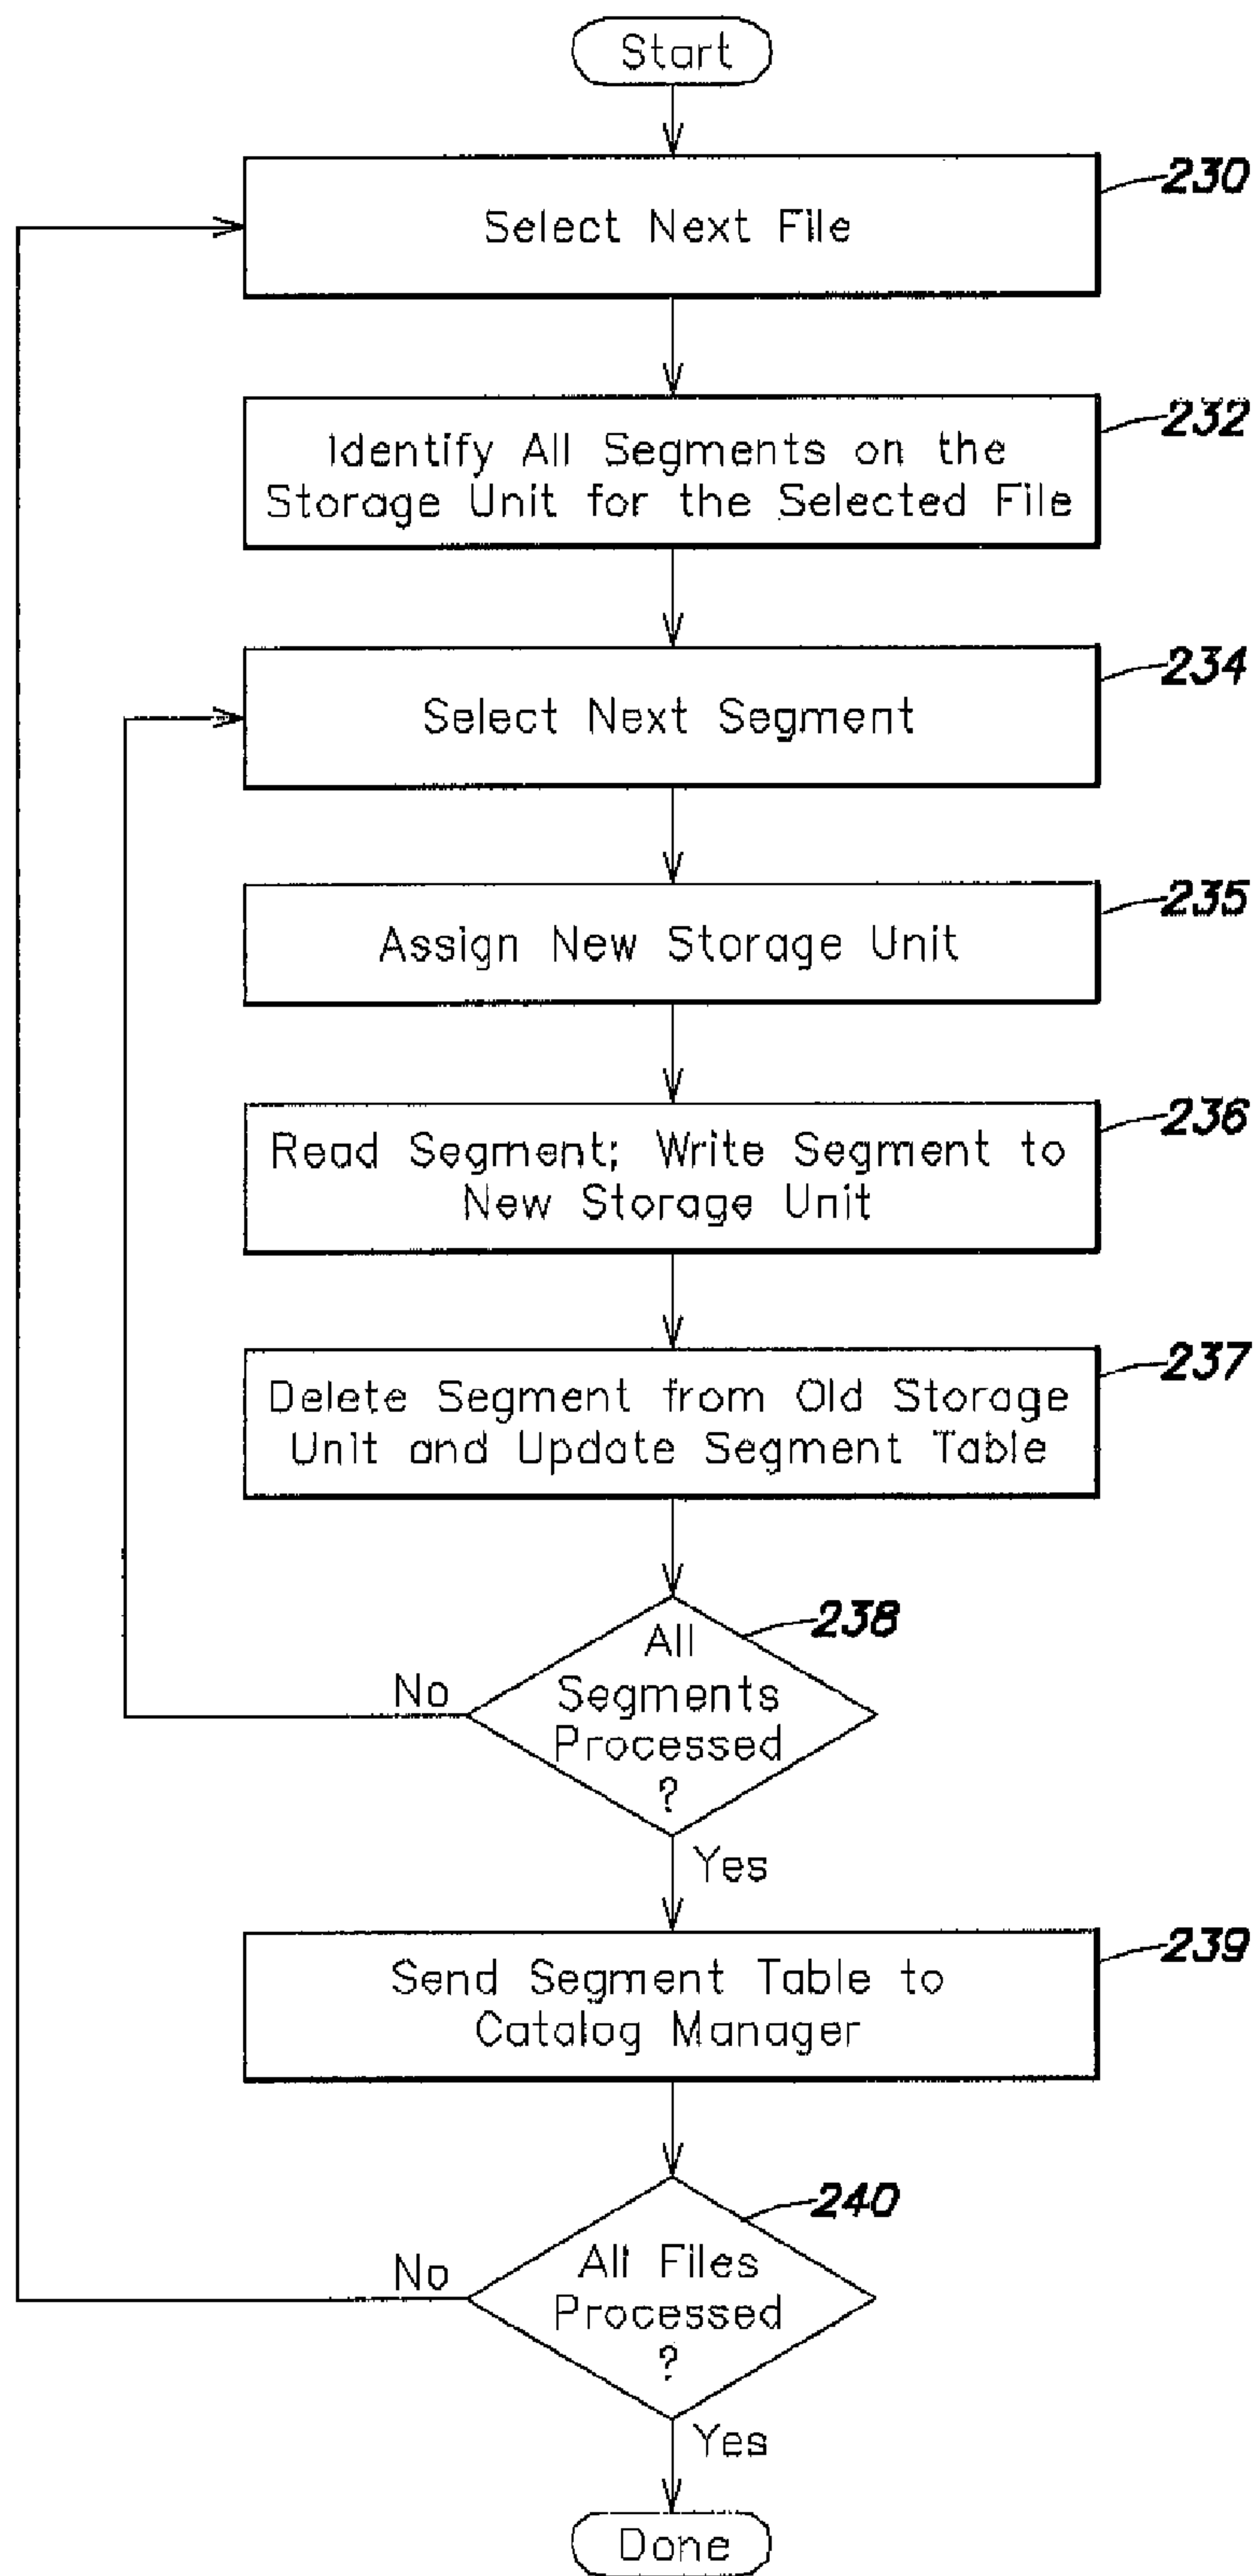 Start
230
Select Next File
232
Identify All Segments on the
Storage Unit for the Selected File
234
Select Next Segment
235
Assign New Storage Unit
236
Read Segment; Write Segment to
New Storage Unit
237
Delete Segment from Old Storage
Unit and Update Segment Table
238
All
Segments
Processed
?
No
Yes
239
Send Segment Table to
Catalog Manager
240
All Files
Processed
?
No
Yes
Done